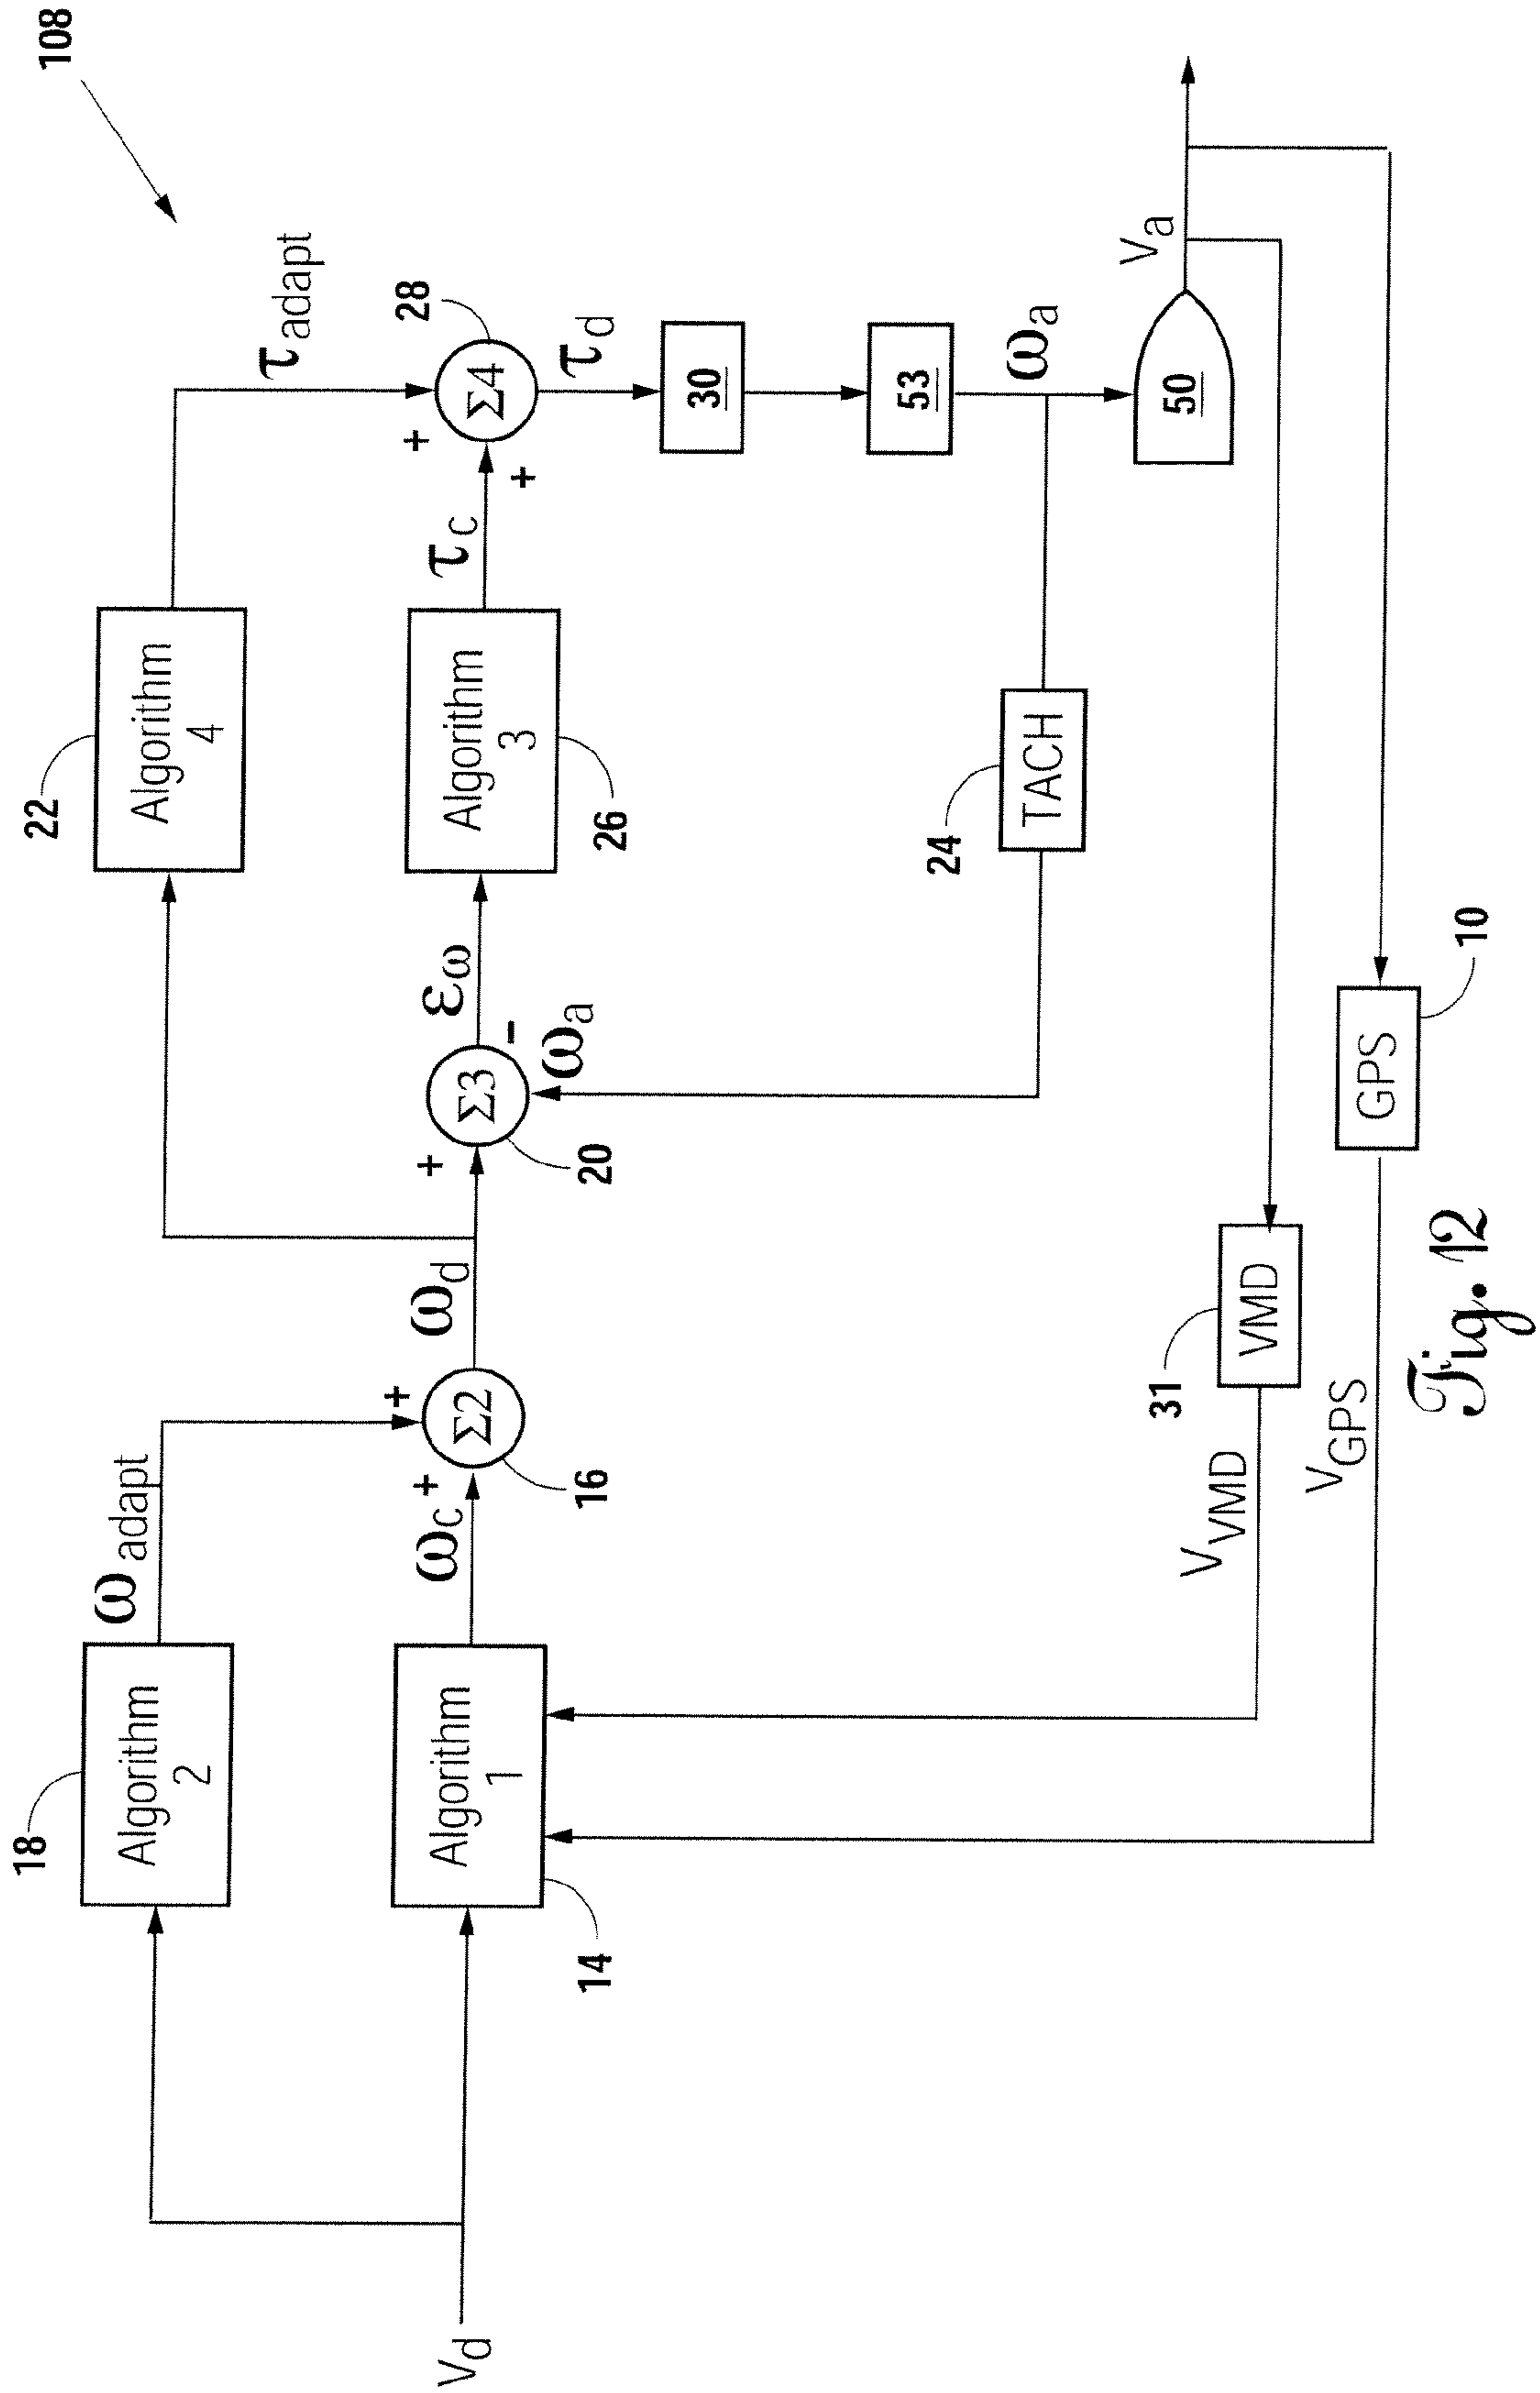 108
22
Algorithm
4
τadapt
18
Algorithm
2
ωadapt
+
28
Σ4
+
+
τd
30
53
ωa
50
Va
Vd
Algorithm
1
14
ωc
+
Σ2
16
ωd
+
Σ3
20
-
ωa
εω
Algorithm
3
26
τc
24
TACH
31
VMD
VVMD
GPS
10
VGPS
Fig. 12